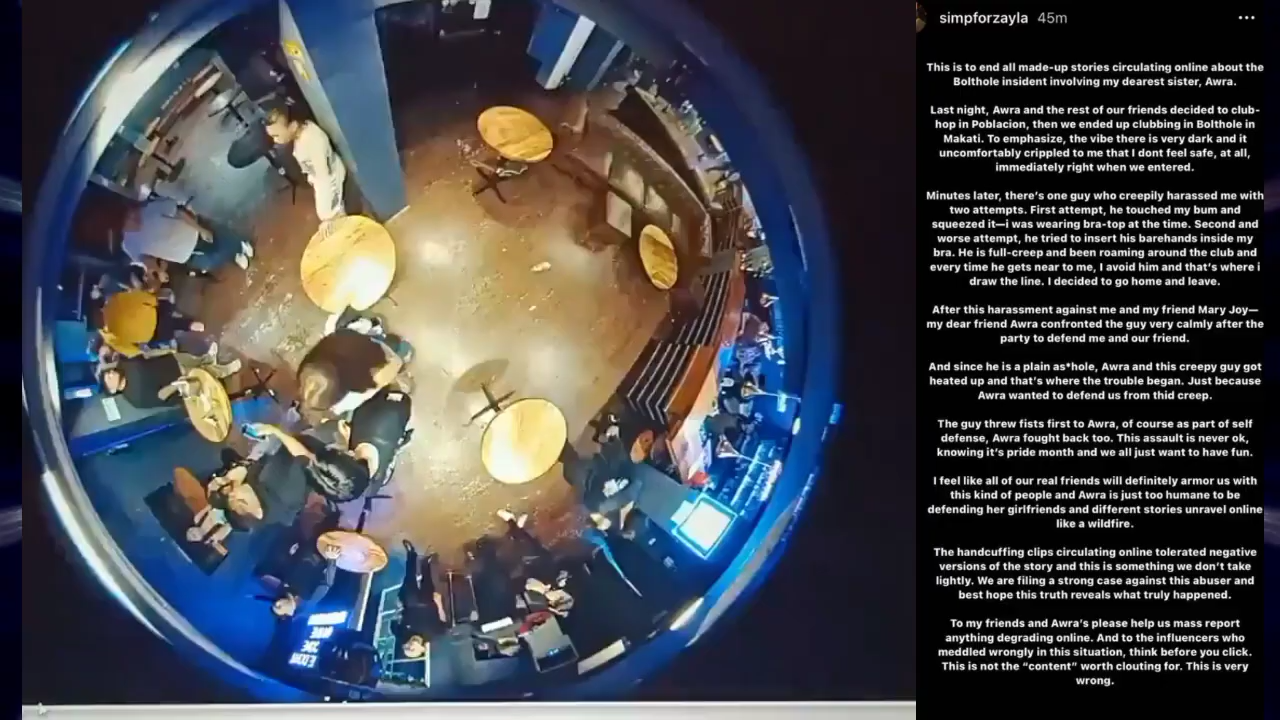 simpforzayla 45m
This is to end all made-up stories circulating online about the
Bolthole insident involving my dearest sister, Awra.
Last night, Awra and the rest of our friends decided to club-
hop in Poblacion, then we ended up clubbing in Bolthole in
Makati. To emphasize, the vibe there is very dark and it
uncomfortably crippled to me that I dont feel safe, at all,
immediately right when we entered.
Minutes later, there's one guy who creepily harassed me with
two attempts. First attempt, he touched my bum and
squeezed it—i was wearing bra-top at the time. Second and
worse attempt, he tried to insert his barehands inside my
bra. He is full-creep and been roaming around the club and
every time he gets near to me, I avoid him and that's where i
draw the line. I decided to go home and leave.
After this harassment against me and my friend Mary Joy—
my dear friend Awra confronted the guy very calmly after the
party to defend me and our friend.
And since he is a plain as*hole, Awra and this creepy guy got
heated up and that's where the trouble began. Just because
Awra wanted to defend us from thid creep.
The guy threw fists first to Awra, of course as part of self
defense, Awra fought back too. This assault is never ok,
knowing it's pride month and we all just want to have fun.
I feel like all of our real friends will definitely armor us with
this kind of people and Awra is just too humane to be
defending her girlfriends and different stories unravel online
like a wildfire.
The handcuffing clips circulating online tolerated negative
versions of the story and this is something we don't take
lightly. We are filing a strong case against this abuser and
best hope this truth reveals what truly happened.
To my friends and Awra's please help us mass report
anything degrading online. And to the influencers who
meddled wrongly in this situation, think before you click.
This is not the "content" worth clouting for. This is very
wrong.